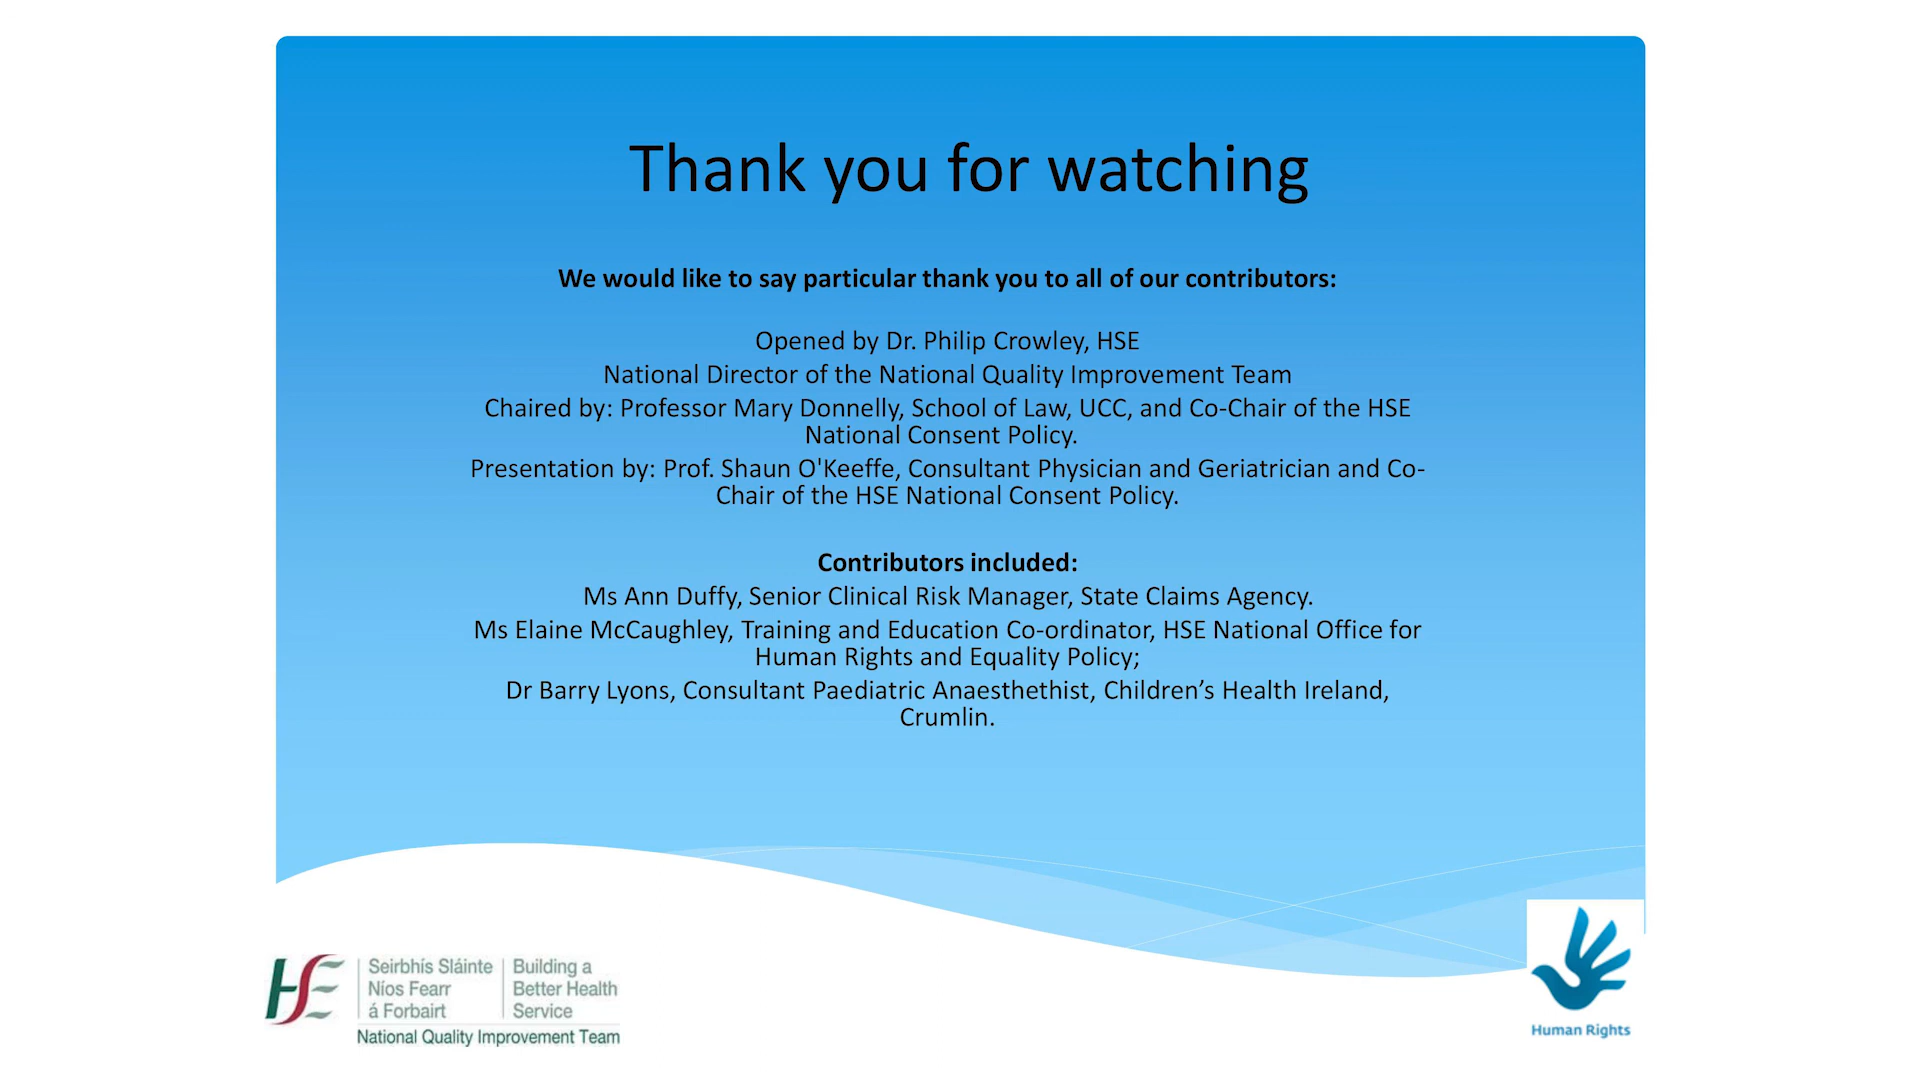 Thank you for watching
We would like to say particular thank you to all of our contributors:
Opened by Dr. Philip Crowley, HSE
National Director of the National Quality Improvement Team
Chaired by: Professor Mary Donnelly, School of Law, UCC, and Co-Chair of the HSE
National Consent Policy.
Presentation by: Prof. Shaun O'Keeffe, Consultant Physician and Geriatrician and Co-
Chair of the HSE National Consent Policy.
Contributors included:
Ms Ann Duffy, Senior Clinical Risk Manager, State Claims Agency.
Ms Elaine McCaughley, Training and Education Co-ordinator, HSE National Office for
Human Rights and Equality Policy;
Dr Barry Lyons, Consultant Paediatric Anaesthethist, Children’s Health Ireland,
Crumlin.
HSE
Seirbhís Sláinte
Níos Fearr
á Forbairt
Building a
Better Health
Service
National Quality Improvement Team
Human Rights